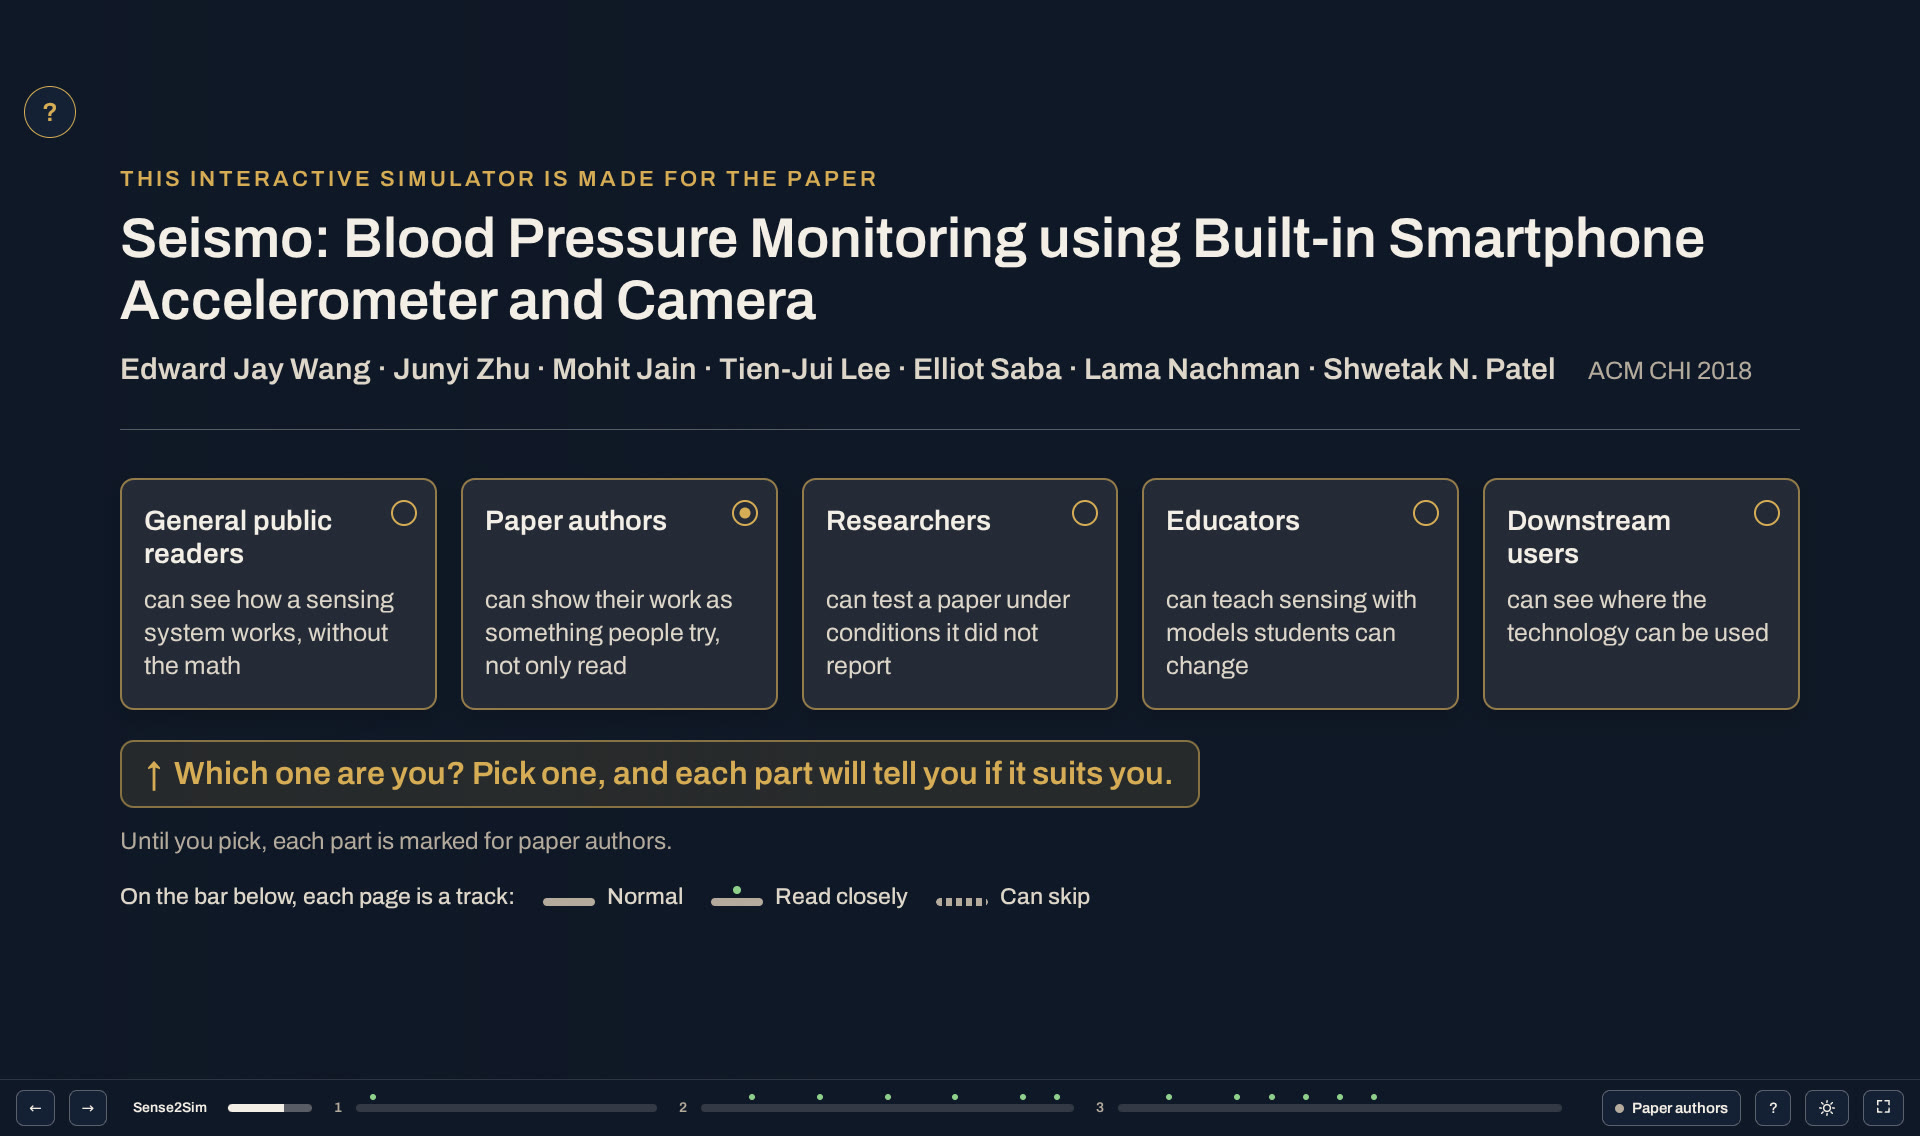 ?
THIS INTERACTIVE SIMULATOR IS MADE FOR THE PAPER
Seismo: Blood Pressure Monitoring using Built-in Smartphone
Accelerometer and Camera
Edward Jay Wang · Junyi Zhu · Mohit Jain · Tien-Jui Lee · Elliot Saba · Lama Nachman · Shwetak N. Patel ACM CHI 2018
General public
readers
can see how a sensing
system works, without
the math
Paper authors
can show their work as
something people try,
not only read
Researchers
can test a paper under
conditions it did not
report
Educators
can teach sensing with
models students can
change
Downstream
users
can see where the
technology can be used
↑ Which one are you? Pick one, and each part will tell you if it suits you.
Until you pick, each part is marked for paper authors.
On the bar below, each page is a track: Normal Read closely Can skip
← → Sense2Sim 1 2 3 Paper authors ?